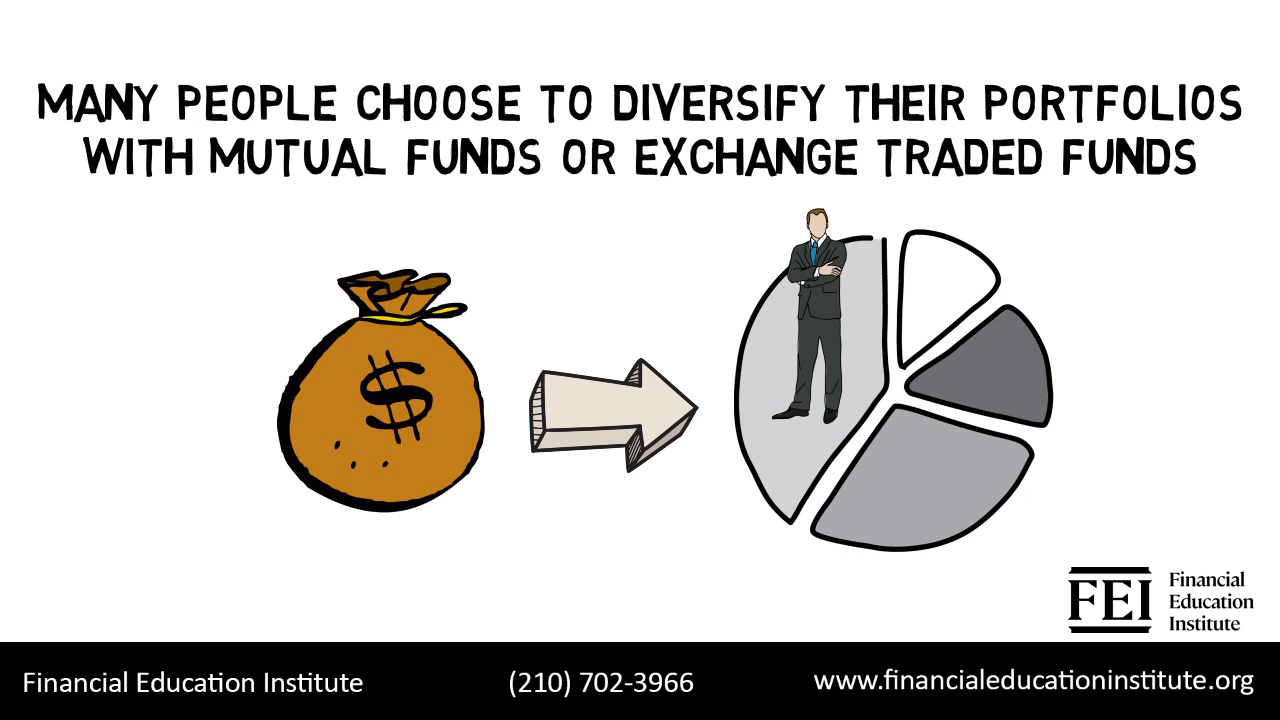 MANY PEOPLE CHOOSE TO DIVERSIFY THEIR PORTFOLIOS
WITH MUTUAL FUNDS OR EXCHANGE TRADED FUNDS
$
FEI
Financial
Education
Institute
Financial Education Institute
(210) 702-3966
www.financialeducationinstitute.org